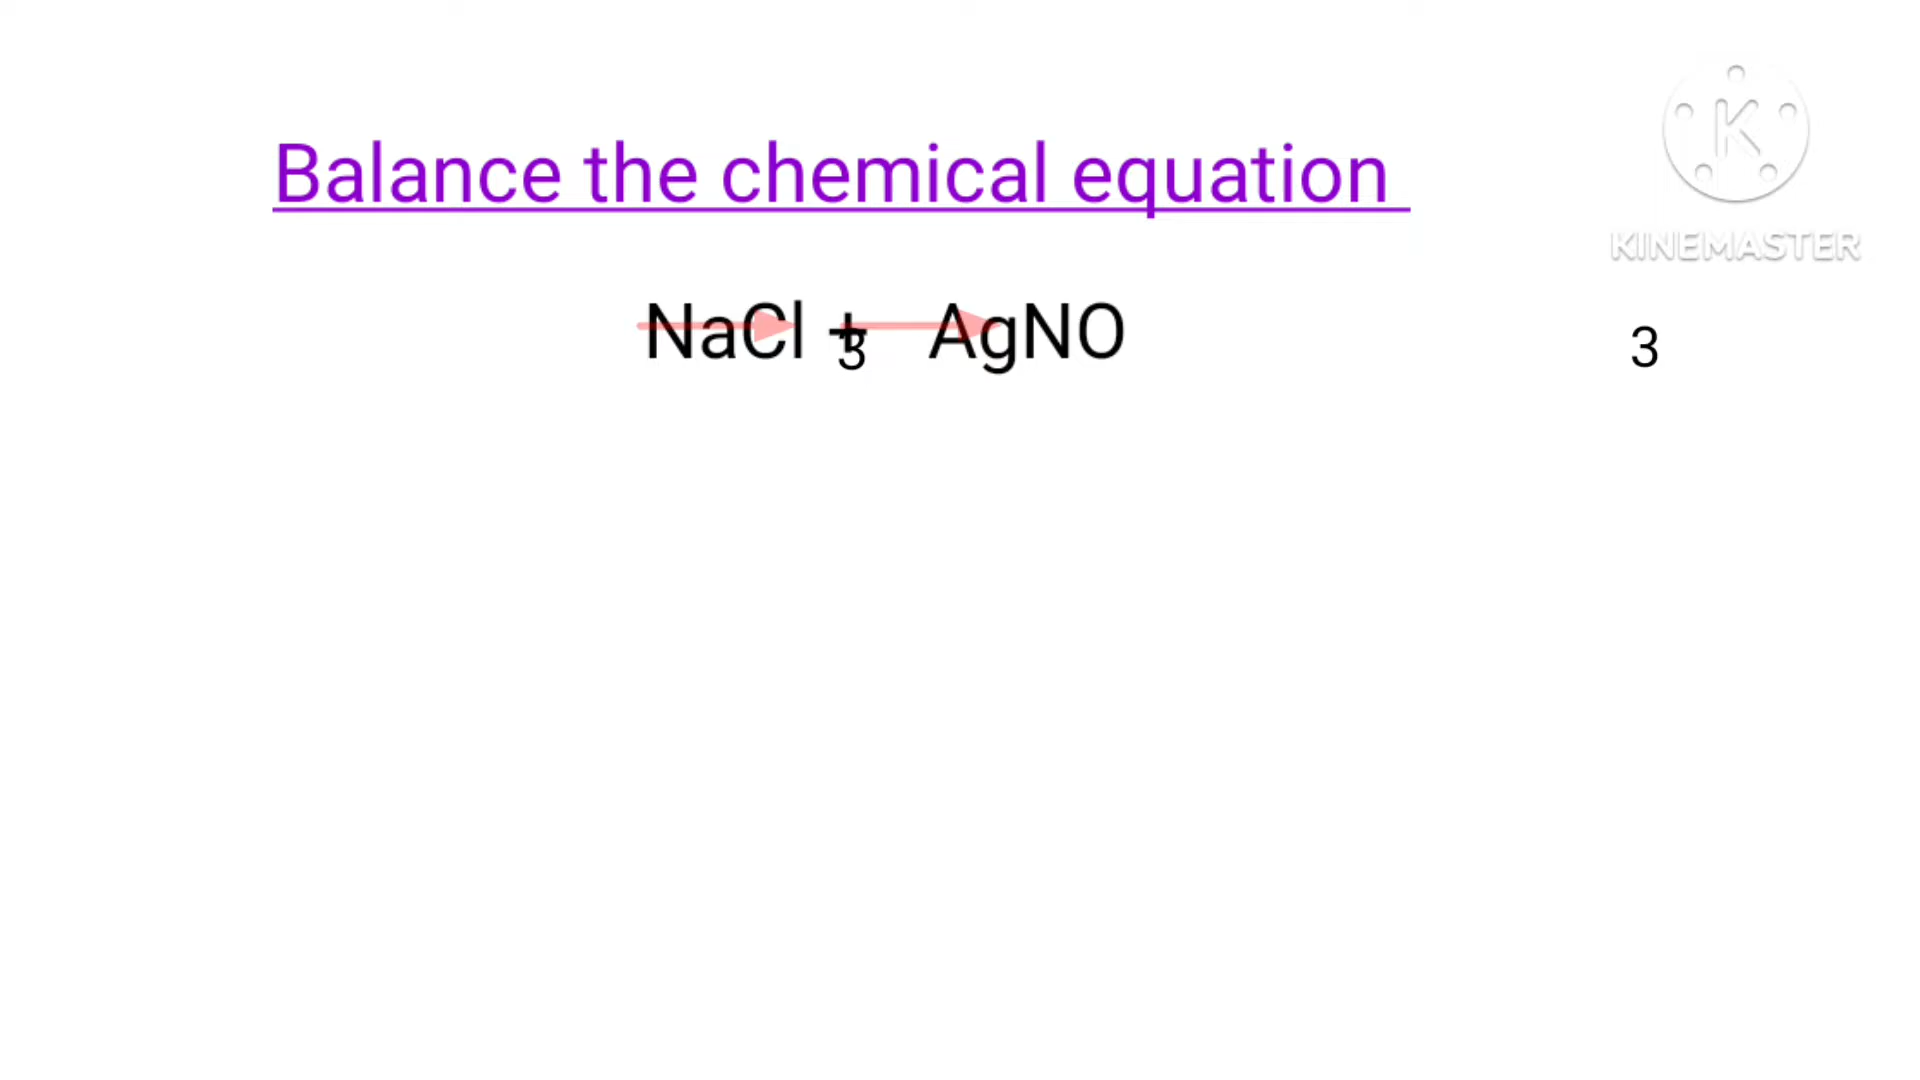 Balance the chemical equation
NaCl + AgNO
3 3
K
KINEMASTER